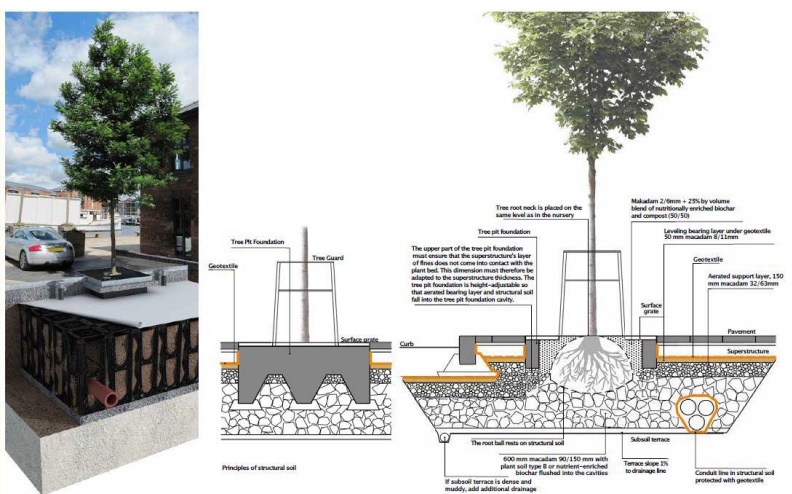 Tree Pit Foundation
Geotextile
Tree Guard
Surface grate
Principles of structural soil
Tree root neck is placed on the
same level as in the nursery
Tree pit foundation
The upper part of the tree pit foundation
must ensure that the superstructure's layer
of fines does not come into contact with the
plant bed. This dimension must therefore be
adapted to the superstructure thickness. The
tree pit foundation is height-adjustable so
that aerated bearing layer and structural soil
fall into the tree pit foundation cavity.
Makadam 2/6mm + 25% by volume
blend of nutritionally enriched biochar
and compost (50/50)
Leveling bearing layer under geotextile
50 mm macadam 8/11mm
Geotextile
Aerated support layer, 150
mm macadam 32/63mm
Surface
grate
Curb
Pavement
Superstructure
The root ball rests on structural soil
Subsoil terrace
600 mm macadam 90/150 mm with
plant soil type B or nutrient-enriched
biochar flushed into the cavities
Terrace slope 1%
to drainage line
Conduit line in structural soil
protected with geotextile
If subsoil terrace is dense and
muddy, add additional drainage